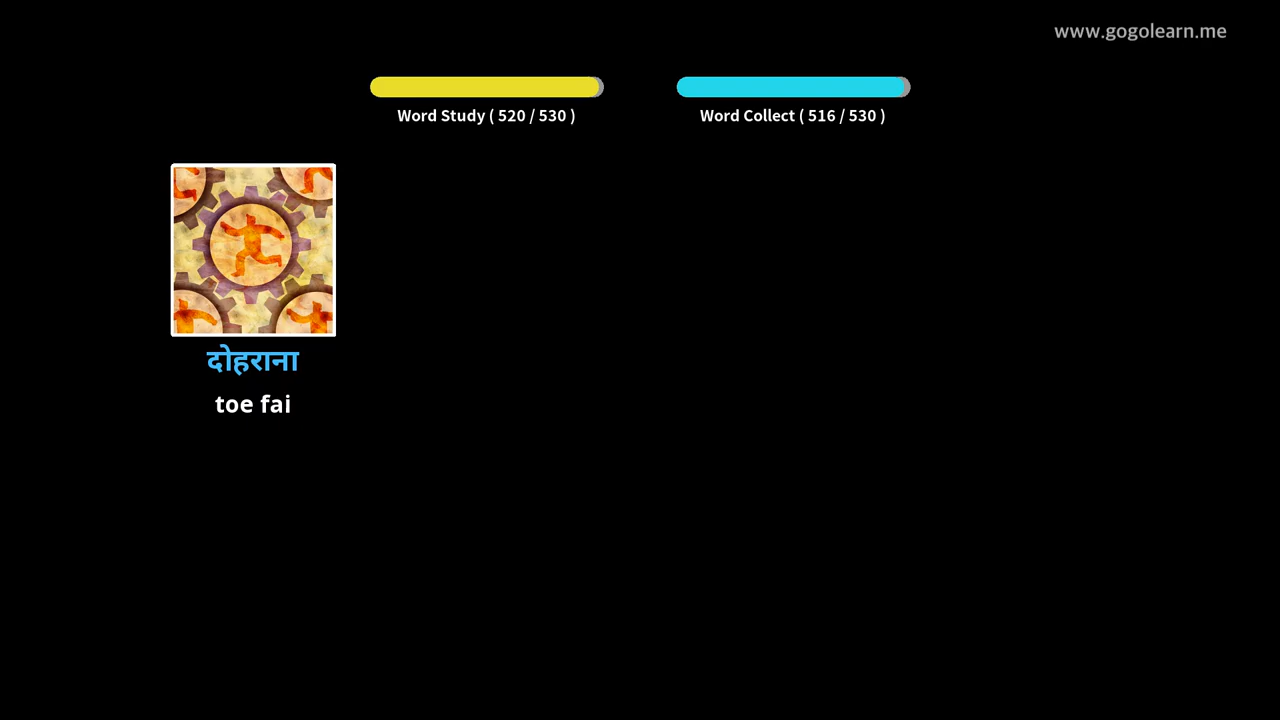 www.gogolearn.me
Word Study ( 520 / 530 )
Word Collect ( 516 / 530 )
दोहराना
toe fai